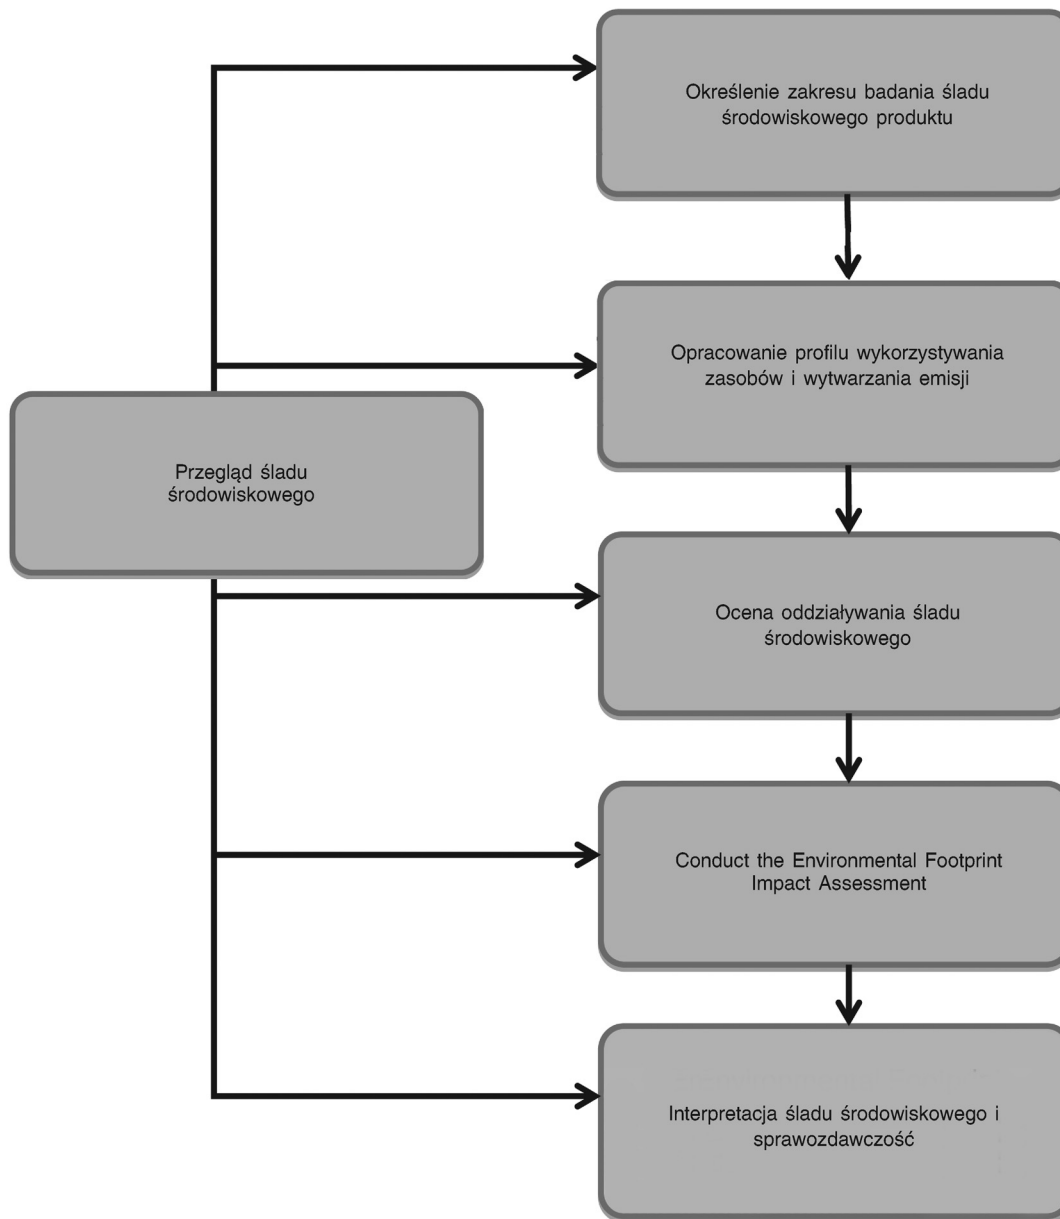 Określenie zakresu badania śladu
środowiskowego produktu
Opracowanie profilu wykorzystywania
zasobów i wytwarzania emisji
Przegląd śladu
środowiskowego
Ocena oddziaływania śladu
środowiskowego
Conduct the Environmental Footprint
Impact Assessment
Interpretacja śladu środowiskowego i
sprawozdawczość